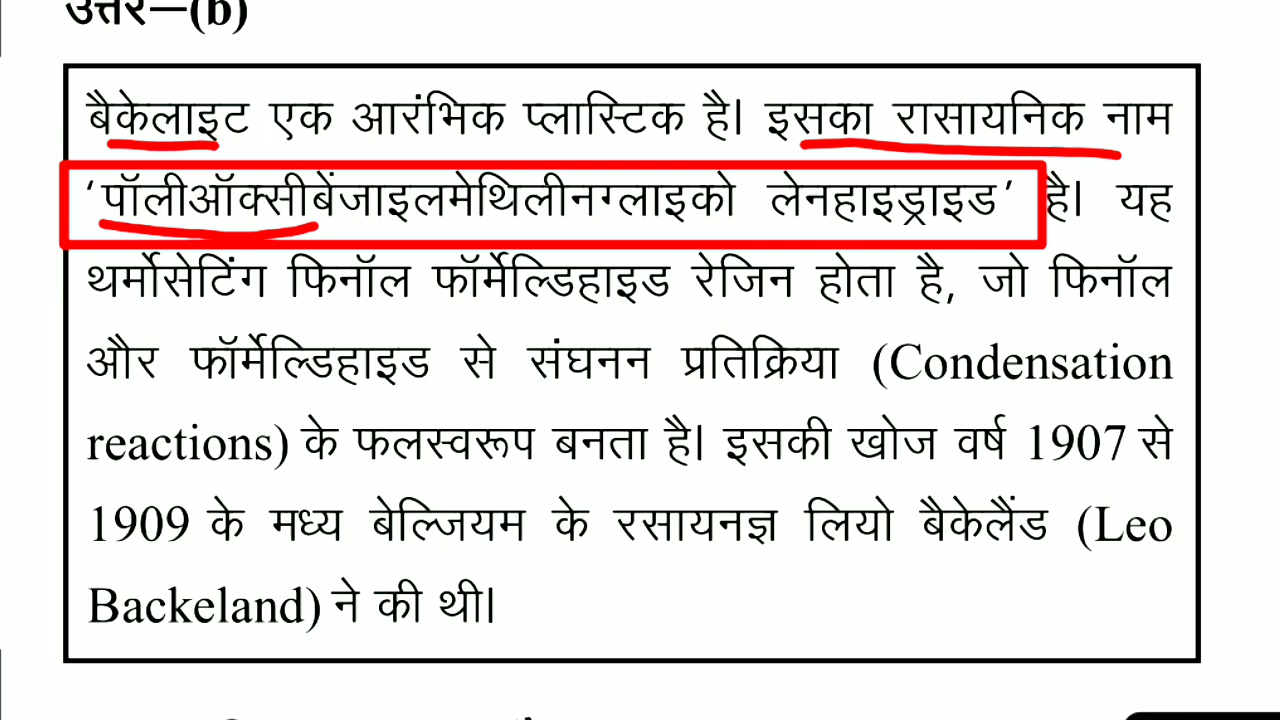 उत्तर—(b)
बैकेलाइट एक आरंभिक प्लास्टिक है। इसका रासायनिक नाम
‘पॉलीऑक्सीबेंजाइलमेथिलीनग्लाइको लेनहाइड्राइड’ है। यह
थर्मोसेटिंग फिनॉल फॉर्मेल्डिहाइड रेजिन होता है, जो फिनॉल
और फॉर्मेल्डिहाइड से संघनन प्रतिक्रिया (Condensation
reactions) के फलस्वरूप बनता है। इसकी खोज वर्ष 1907 से
1909 के मध्य बेल्जियम के रसायनज्ञ लियो बैकेलैंड (Leo
Backeland) ने की थी।